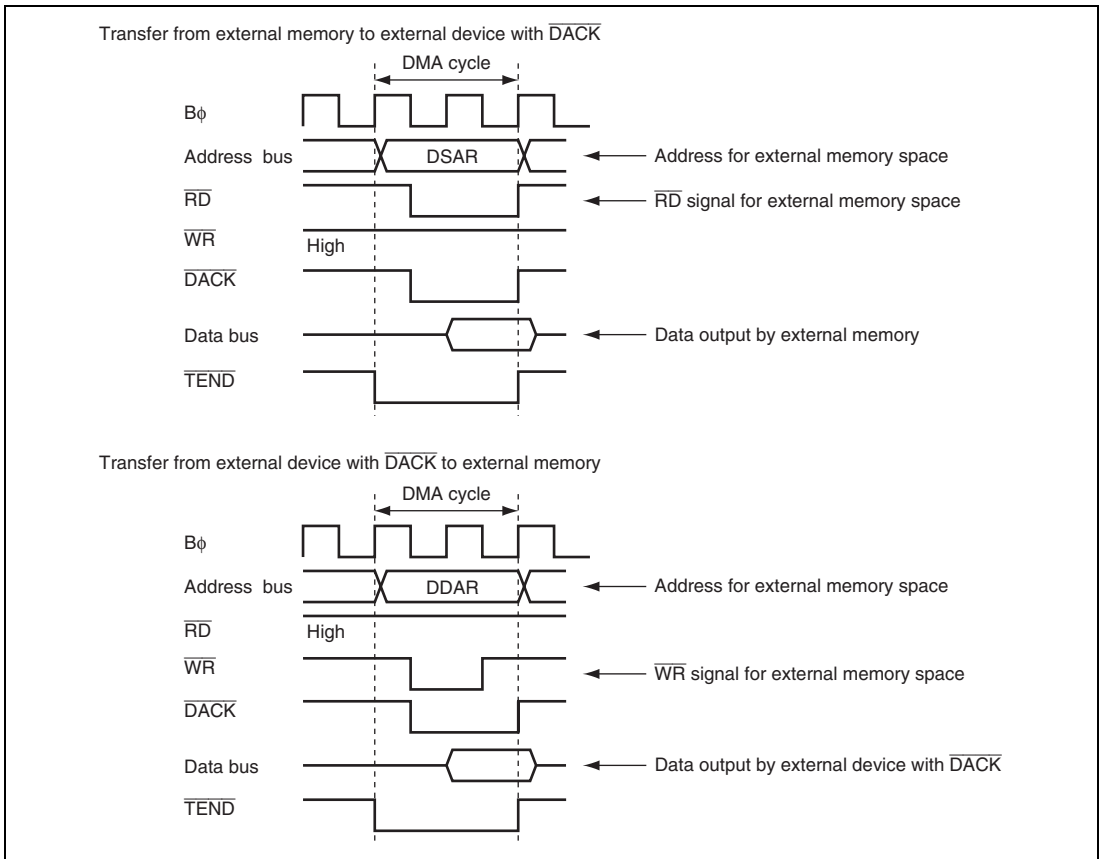 Transfer from external memory to external device with DACK
DMA cycle
Bϕ
Address bus DSAR Address for external memory space
RD RD signal for external memory space
WR High
DACK
Data bus Data output by external memory
TEND
Transfer from external device with DACK to external memory
DMA cycle
Bϕ
Address bus DDAR Address for external memory space
RD High
WR WR signal for external memory space
DACK
Data bus Data output by external device with DACK
TEND